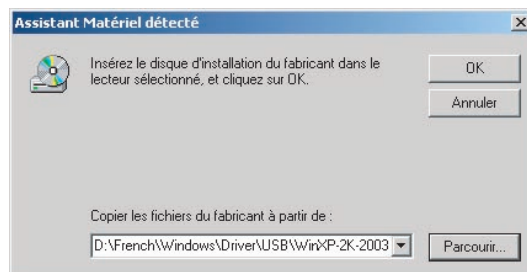 Assistant Matériel détecté
Insérez le disque d'installation du fabricant dans le
lecteur sélectionné, et cliquez sur OK.
OK
Annuler
Copier les fichiers du fabricant à partir de :
D:\French\Windows\Driver\USB\WinXP-2K-2003
Parcourir...